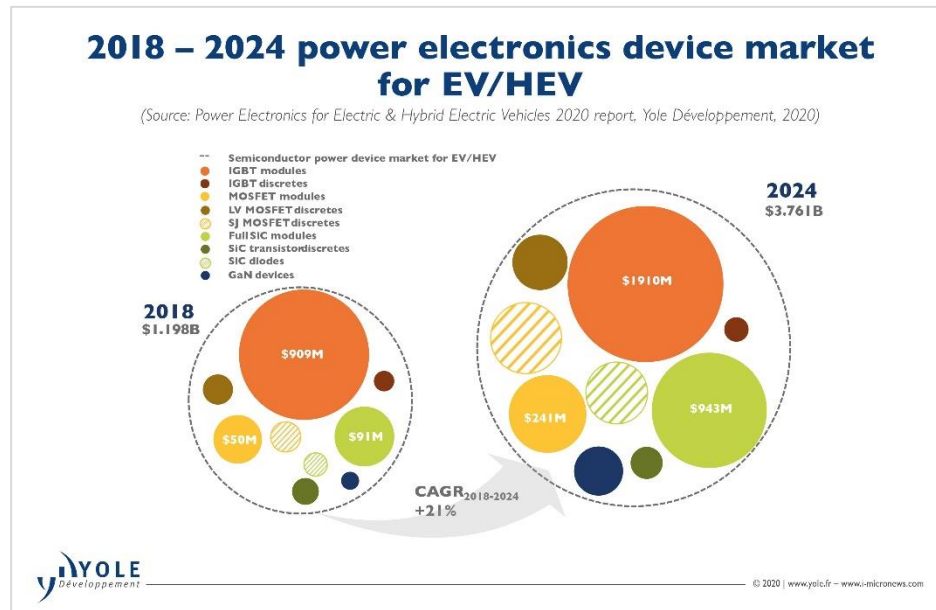 2018 – 2024 power electronics device market
for EV/HEV
(Source: Power Electronics for Electric & Hybrid Electric Vehicles 2020 report, Yole Développement, 2020)
Semiconductor power device market for EV/HEV
IGBT modules
IGBT discretes
MOSFET modules
LV MOSFET discretes
SJ MOSFET discretes
Full SiC modules
SiC transistor discretes
SiC diodes
GaN devices
2018
$1.198B
$909M
$50M
$91M
CAGR2018-2024
+21%
2024
$3.761B
$1910M
$943M
$241M
YOLE
Développement
© 2020 | www.yole.fr – www.i-micronews.com